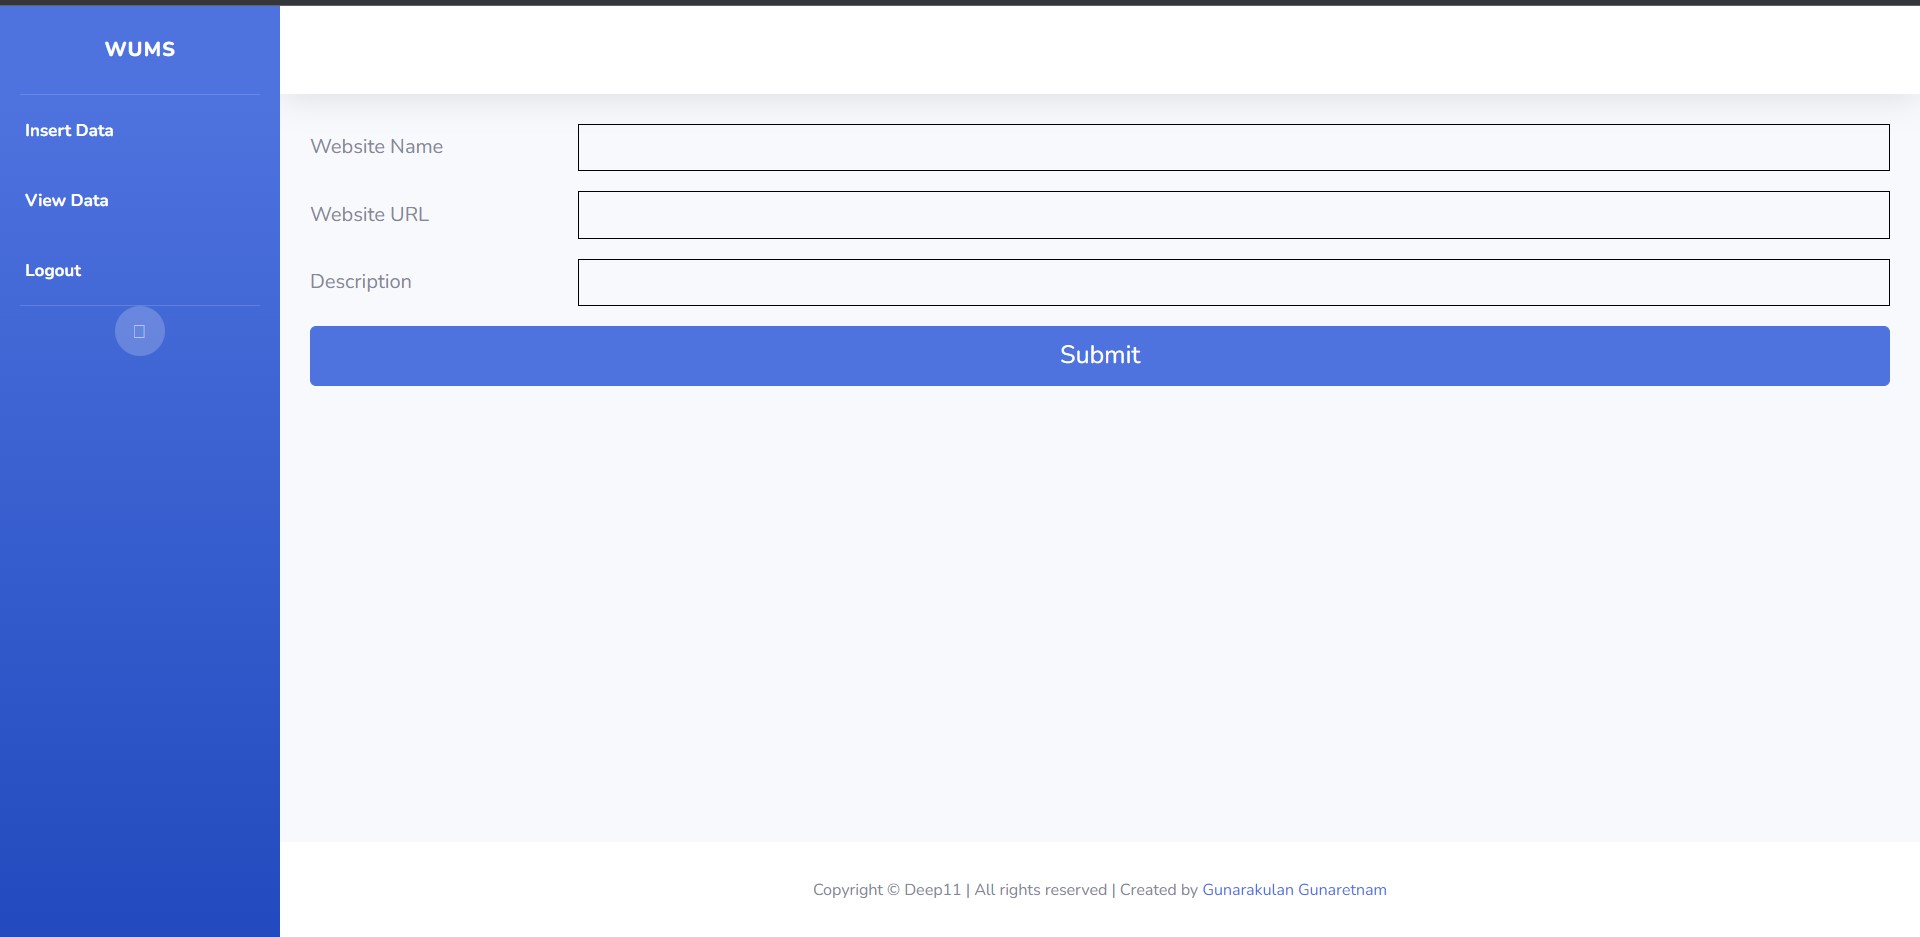 WUMS
Insert Data
View Data
Logout
Website Name
Website URL
Description
Submit
Copyright © Deep11 | All rights reserved | Created by Gunarakulan Gunaretnam